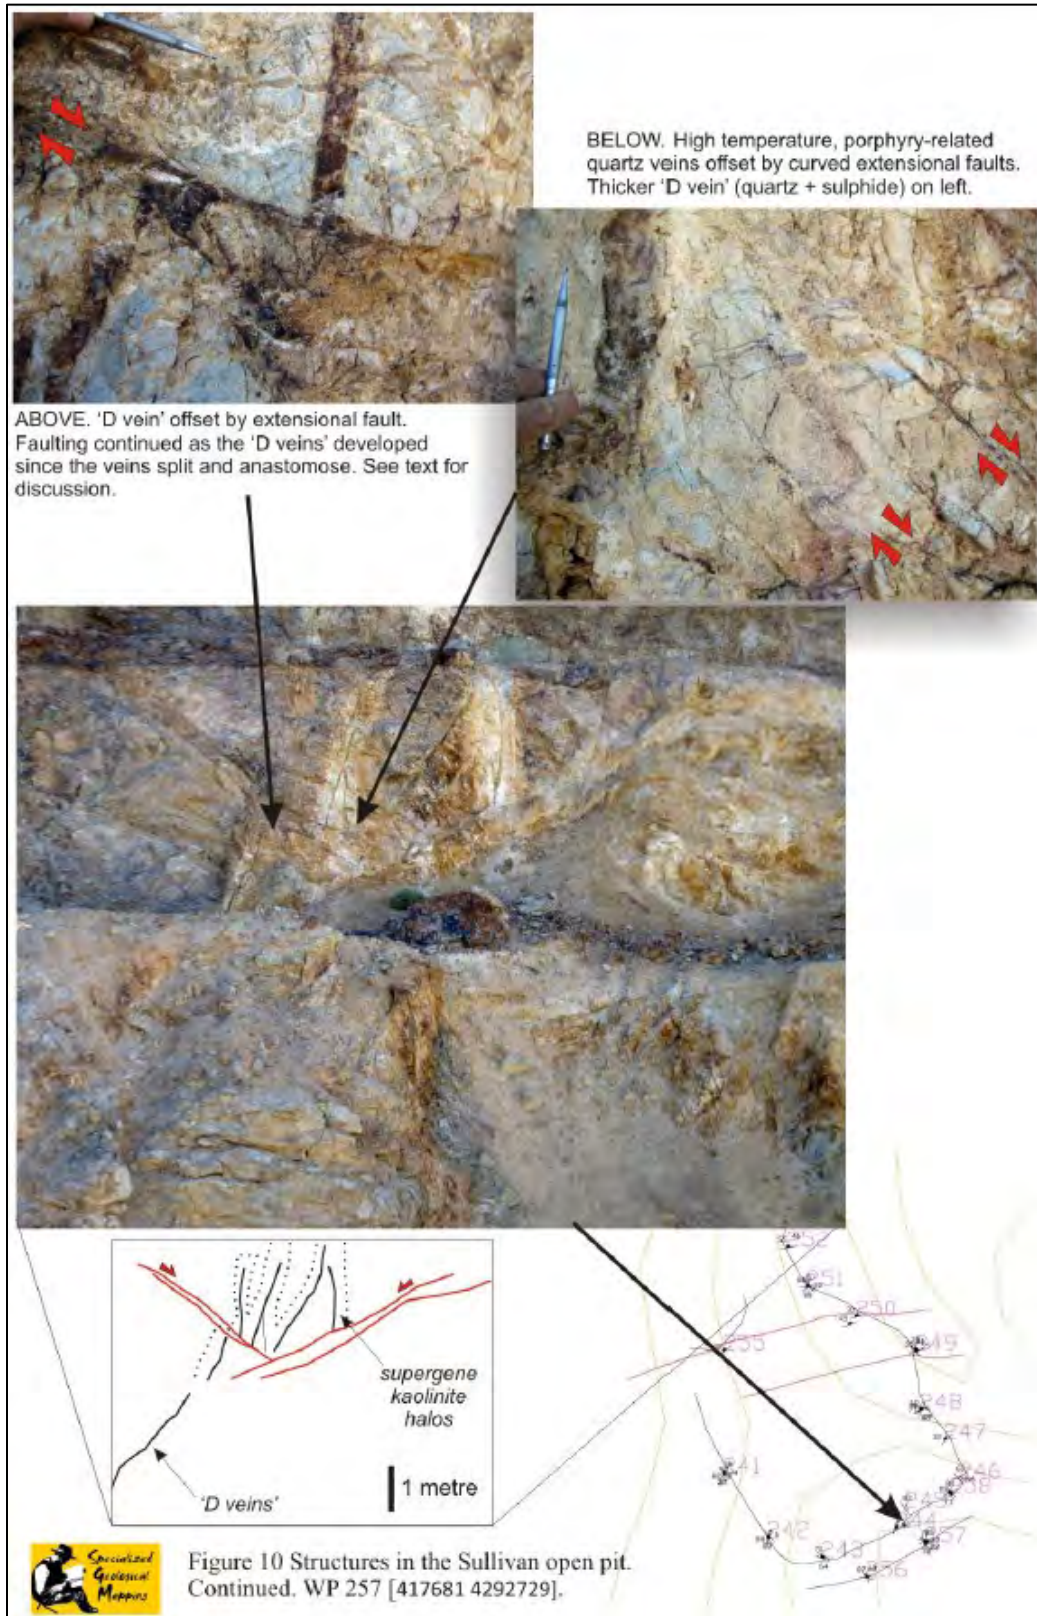 BELOW. High temperature, porphyry-related
quartz veins offset by curved extensional faults.
Thicker 'D vein' (quartz + sulphide) on left.
ABOVE. 'D vein' offset by extensional fault.
Faulting continued as the 'D veins' developed
since the veins split and anastomose. See text for
discussion.
supergene
kaolinite
halos
'D veins'
1 metre
252
251
250
255
249
248
247
246
241
242
243
256
Specialized
Geological
Mapping
Figure 10 Structures in the Sullivan open pit.
Continued. WP 257 [417681 4292729].